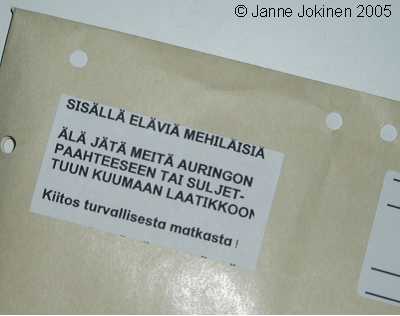 © Janne Jokinen 2005
SISÄLLÄ ELÄVIÄ MEHILÄISIÄ
ÄLÄ JÄTÄ MEITÄ AURINGON
PAAHTEESEEN TAI SULJET-
TUUN KUUMAAN LAATIKKOON
Kiitos turvallisesta matkasta !